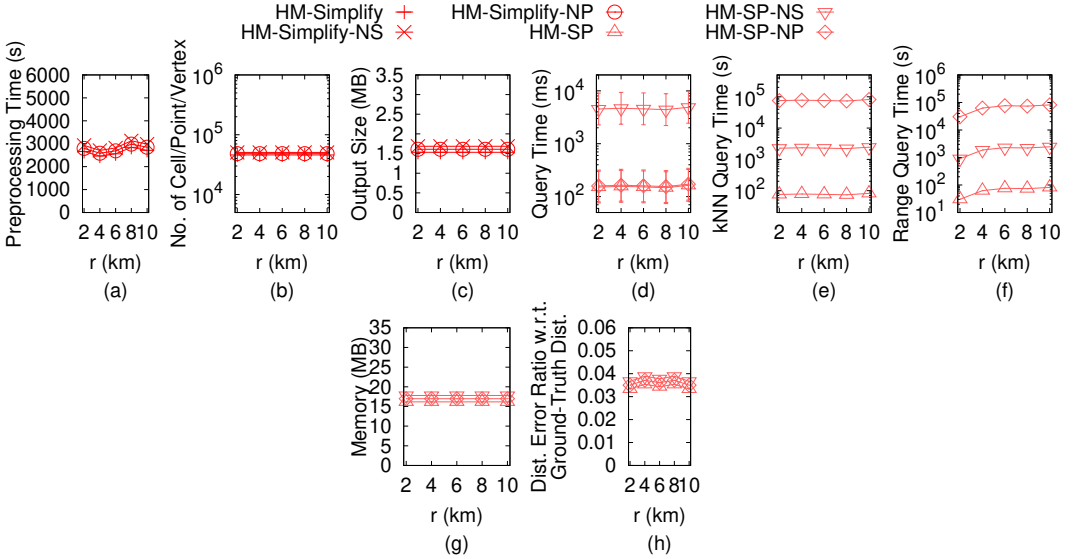 HM-Simplify
HM-Simplify-NS
HM-Simplify-NP
HM-SP
HM-SP-NS
HM-SP-NP
Preprocessing Time (s)
6000
5000
4000
3000
2000
1000
0
2 4 6 8 10
r (km)
(a)
No. of Cell/Point/Vertex
10^6
10^5
10^4
2 4 6 8 10
r (km)
(b)
Output Size (MB)
3.5
3
2.5
2
1.5
1
0.5
0
2 4 6 8 10
r (km)
(c)
Query Time (ms)
10^4
10^3
10^2
2 4 6 8 10
r (km)
(d)
kNN Query Time (s)
10^5
10^4
10^3
10^2
2 4 6 8 10
r (km)
(e)
Range Query Time (s)
10^6
10^5
10^4
10^3
10^2
10^1
2 4 6 8 10
r (km)
(f)
Memory (MB)
35
30
25
20
15
10
5
0
2 4 6 8 10
r (km)
(g)
Dist. Error Ratio w.r.t.
Ground-Truth Dist.
0.06
0.05
0.04
0.03
0.02
0.01
0
2 4 6 8 10
r (km)
(h)